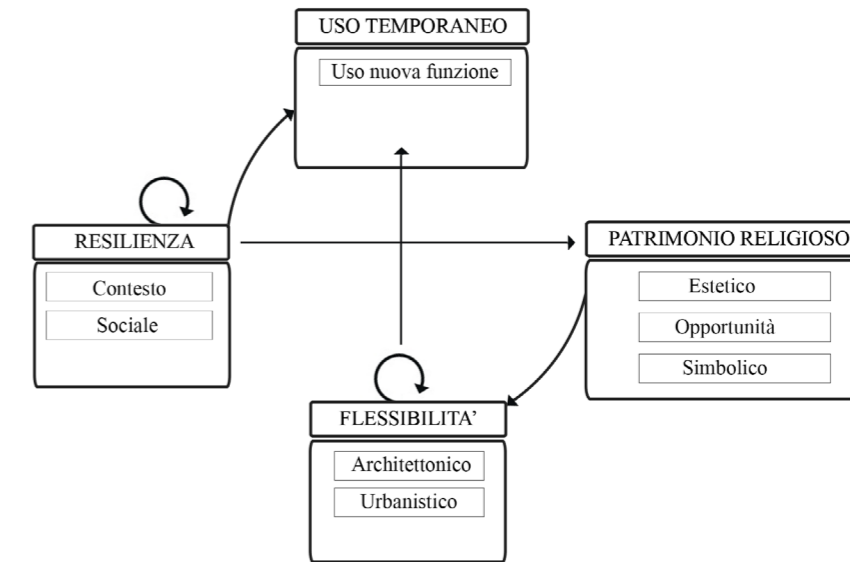 USO TEMPORANEO
Uso nuova funzione
RESILIENZA
Contesto
Sociale
PATRIMONIO RELIGIOSO
Estetico
Opportunità
Simbolico
FLESSIBILITA’
Architettonico
Urbanistico